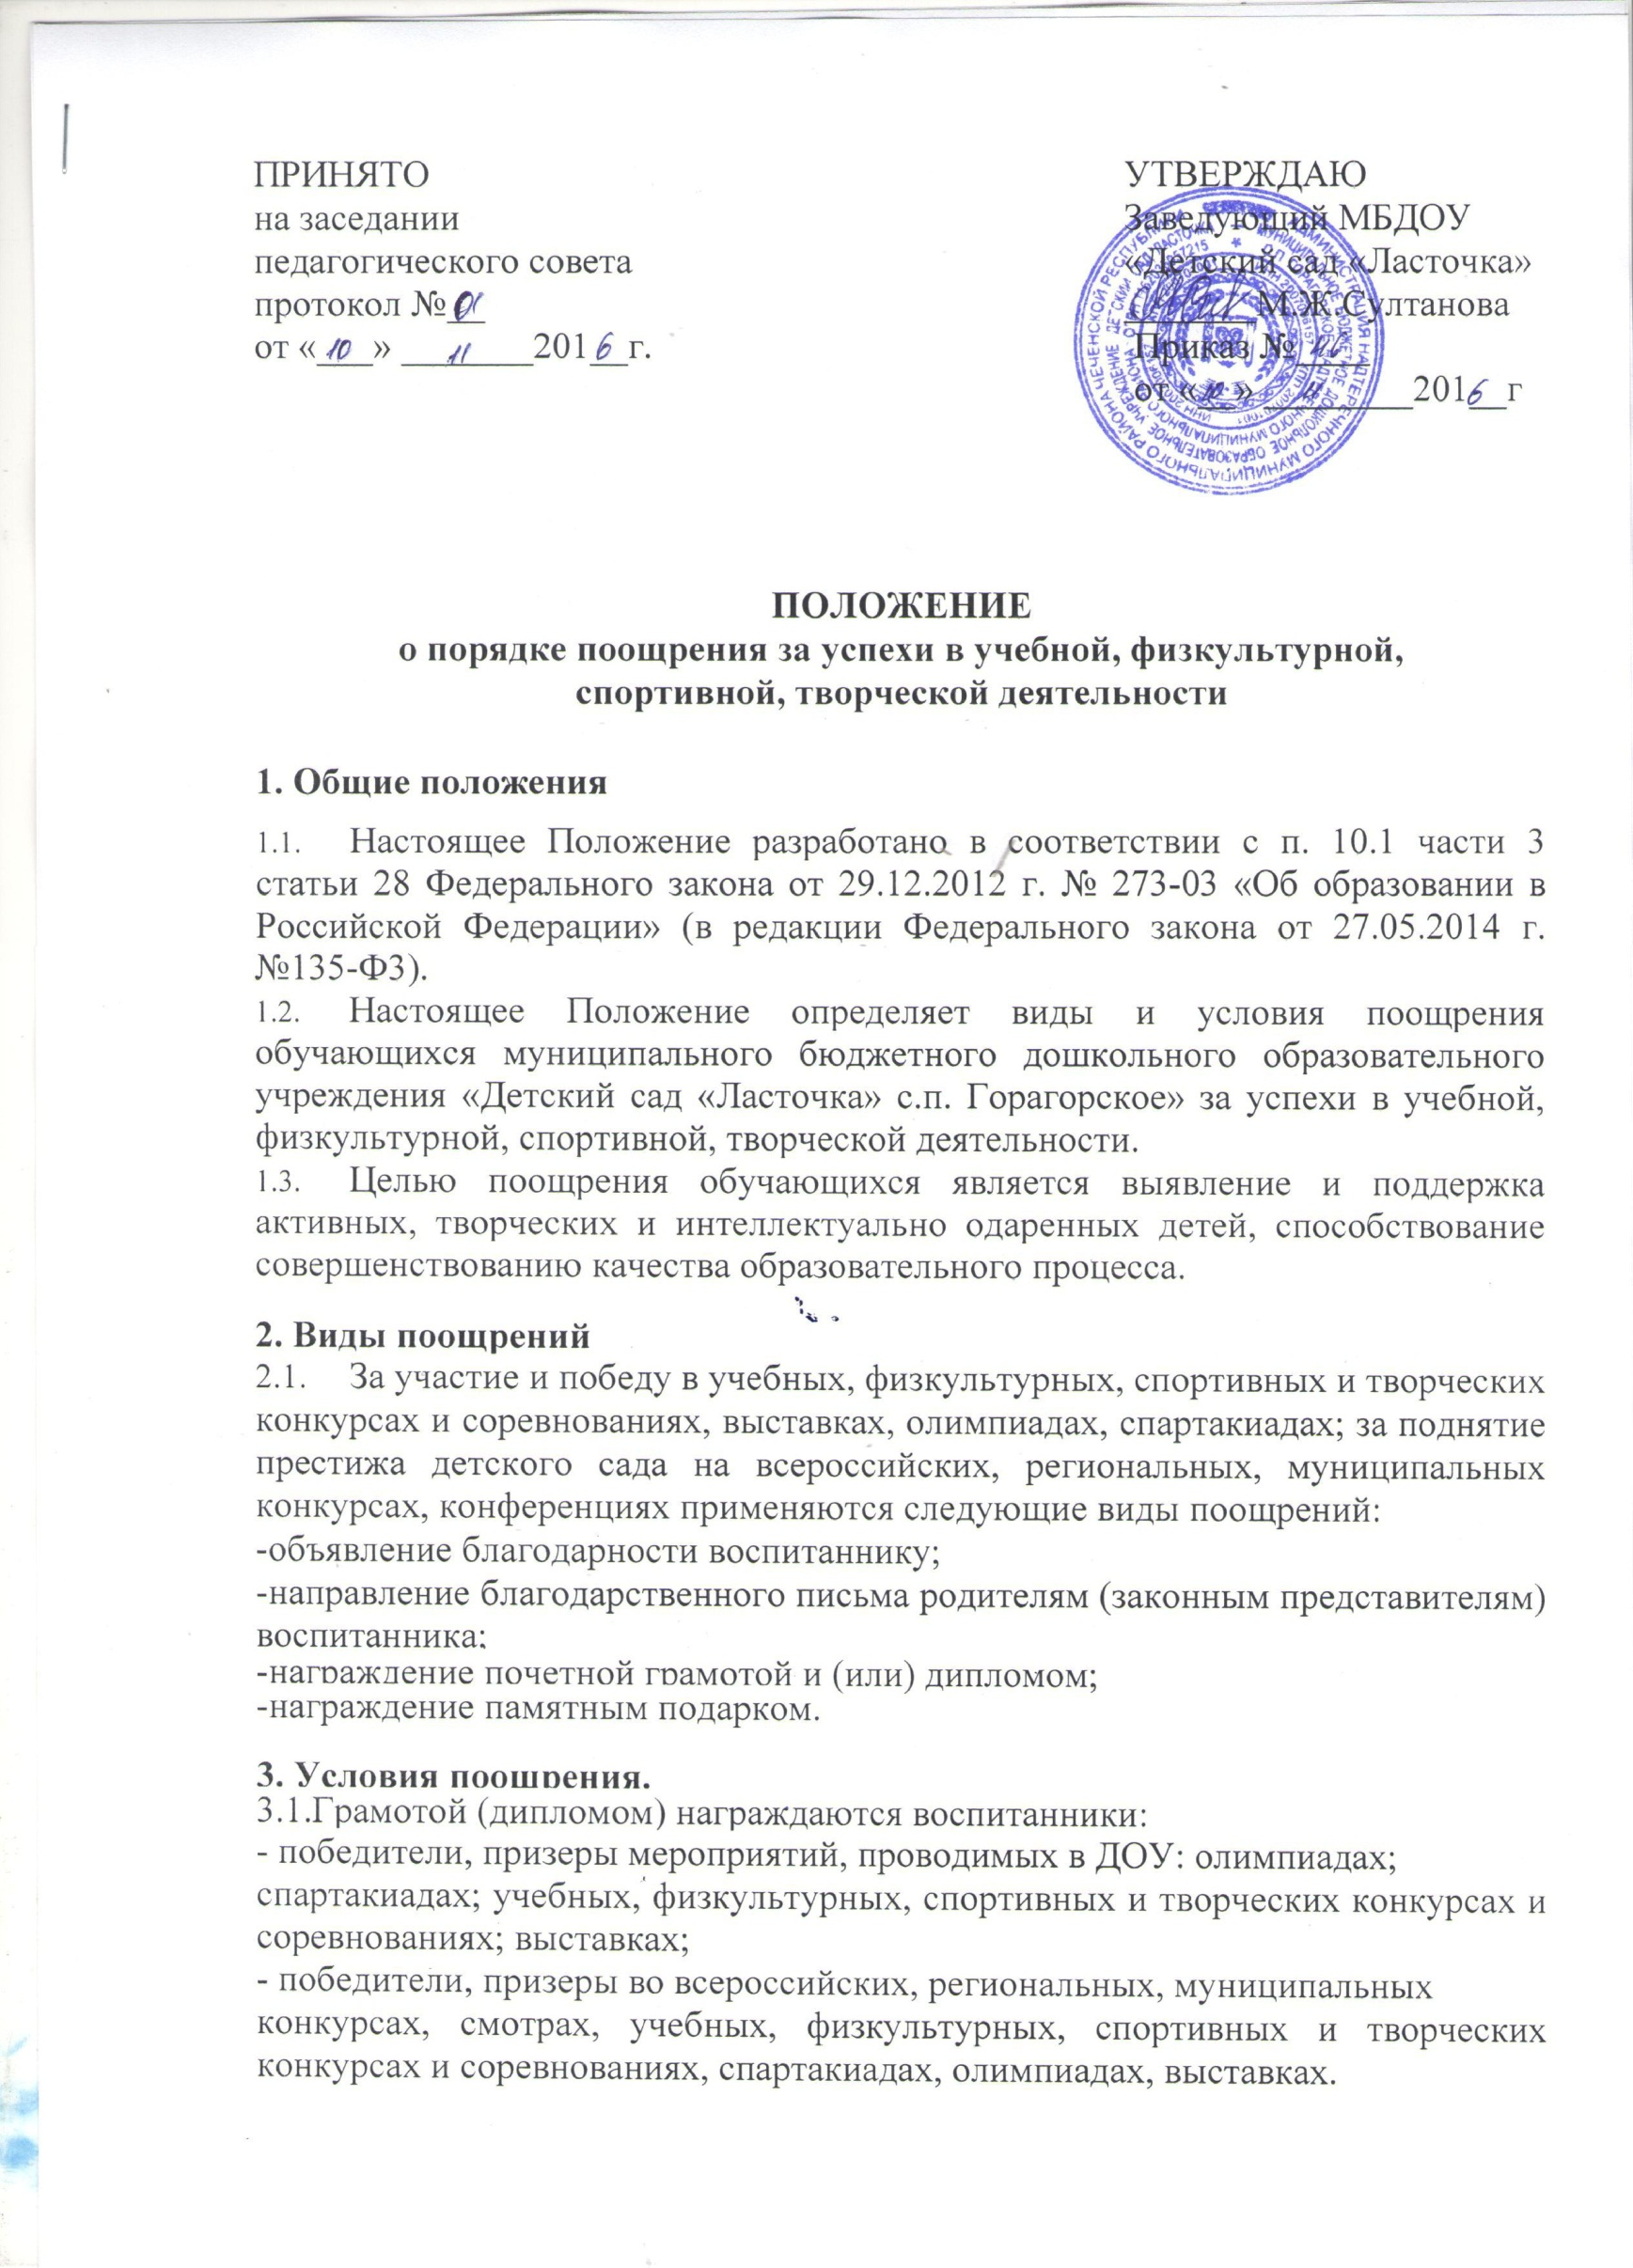 ПРИНЯТО
на заседании
педагогического совета
протокол №01
от «10» 11 2016 г.
УТВЕРЖДАЮ
Заведующий МБДОУ
«Детский сад «Ласточка»
М.Ж.Султанова
Приказ №
от «10» 11 2016 г
ПОЛОЖЕНИЕ
о порядке поощрения за успехи в учебной, физкультурной,
спортивной, творческой деятельности
1. Общие положения
1.1. Настоящее Положение разработано в соответствии с п. 10.1 части 3
статьи 28 Федерального закона от 29.12.2012 г. № 273-03 «Об образовании в
Российской Федерации» (в редакции Федерального закона от 27.05.2014 г.
№135-ФЗ).
1.2. Настоящее Положение определяет виды и условия поощрения
обучающихся муниципального бюджетного дошкольного образовательного
учреждения «Детский сад «Ласточка» с.п. Горагорское» за успехи в учебной,
физкультурной, спортивной, творческой деятельности.
1.3. Целью поощрения обучающихся является выявление и поддержка
активных, творческих и интеллектуально одаренных детей, способствование
совершенствованию качества образовательного процесса.
2. Виды поощрений
2.1. За участие и победу в учебных, физкультурных, спортивных и творческих
конкурсах и соревнованиях, выставках, олимпиадах, спартакиадах; за поднятие
престижа детского сада на всероссийских, региональных, муниципальных
конкурсах, конференциях применяются следующие виды поощрений:
-объявление благодарности воспитаннику;
-направление благодарственного письма родителям (законным представителям)
воспитанника;
-награждение почетной грамотой и (или) дипломом;
-награждение памятным подарком.
3. Условия поощрения.
3.1.Грамотой (дипломом) награждаются воспитанники:
- победители, призеры мероприятий, проводимых в ДОУ: олимпиадах;
спартакиадах; учебных, физкультурных, спортивных и творческих конкурсах и
соревнованиях; выставках;
- победители, призеры во всероссийских, региональных, муниципальных
конкурсах, смотрах, учебных, физкультурных, спортивных и творческих
конкурсах и соревнованиях, спартакиадах, олимпиадах, выставках.